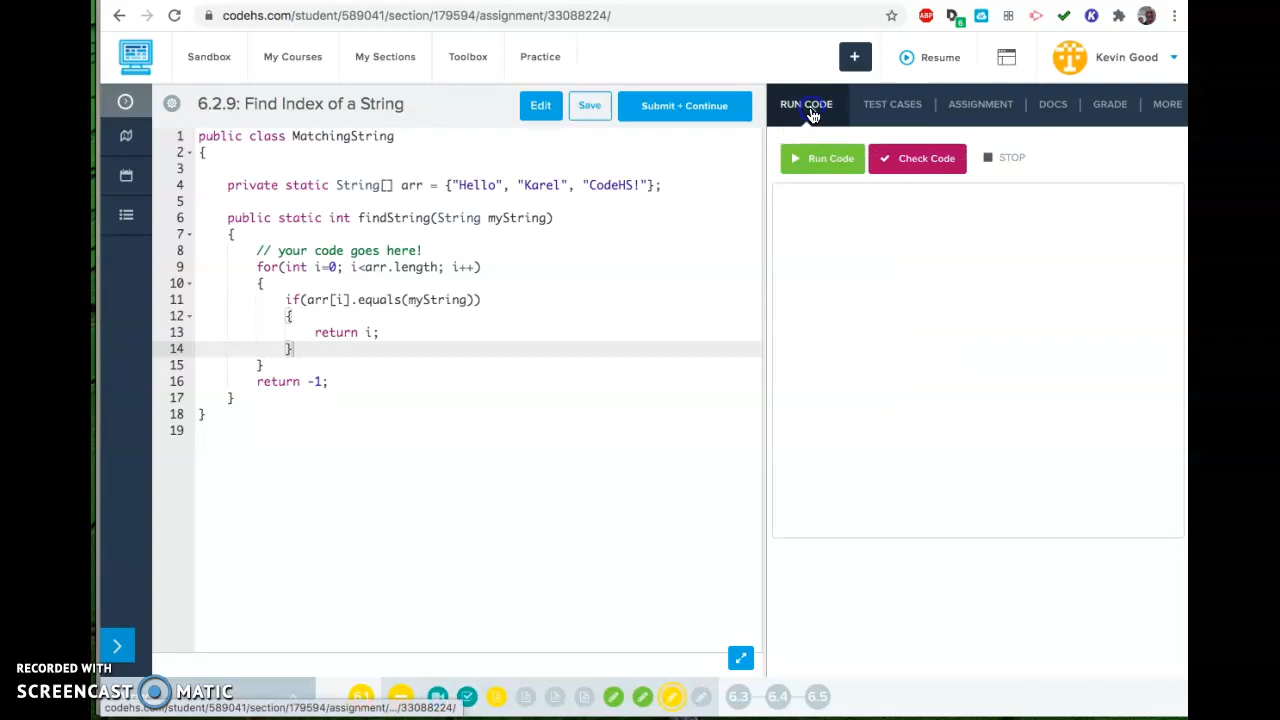 codehs.com/student/589041/section/179594/assignment/33088224/
ABP
6
K
Sandbox
My Courses
My Sections
Toolbox
Practice
+
Resume
Kevin Good
6.2.9: Find Index of a String
Edit
Save
Submit + Continue
RUN CODE
TEST CASES
ASSIGNMENT
DOCS
GRADE
MORE
Run Code
Check Code
STOP
1 public class MatchingString
2 {
3
4 private static String[] arr = {"Hello", "Karel", "CodeHS!"};
5
6 public static int findString(String myString)
7 {
8 // your code goes here!
9 for(int i=0; i<arr.length; i++)
10 {
11 if(arr[i].equals(myString))
12 {
13 return i;
14 }
15 }
16 return -1;
17 }
18 }
19
RECORDED WITH
SCREENCAST MATIC
6.1
6.3
6.4
6.5
codehs.com/student/589041/section/179594/assignment/.../33088224/